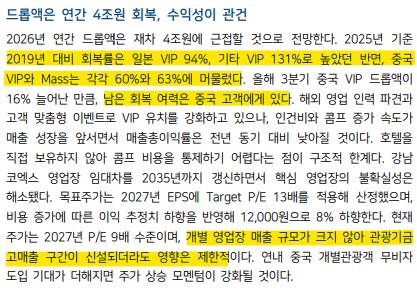 드롭액은 연간 4조원 회복, 수익성이 관건
2026년 연간 드롭액은 재차 4조원에 근접할 것으로 전망한다. 2025년 기준
2019년 대비 회복률은 일본 VIP 94%, 기타 VIP 131%로 높았던 반면, 중국
VIP와 Mass는 각각 60%와 63%에 머물렀다. 올해 3분기 중국 VIP 드롭액이
16% 늘어난 만큼, 남은 회복 여력은 중국 고객에게 있다. 해외 영업 인력 파견과
고객 맞춤형 이벤트로 VIP 유치를 강화하고 있으나, 인건비와 콤프 증가 속도가
매출 성장을 앞서면서 매출총이익률은 전년 동기 대비 낮아질 것이다. 호텔을
직접 보유하지 않아 콤프 비용을 통제하기 어렵다는 점이 구조적 한계다. 강남
코엑스 영업장 임대차를 2035년까지 갱신하면서 핵심 영업장의 불확실성은
해소됐다. 목표주가는 2027년 EPS에 Target P/E 13배를 적용해 산정했으며,
비용 증가에 따른 이익 추정치 하향을 반영해 12,000원으로 8% 하향한다. 현재
주가는 2027년 P/E 9배 수준이며, 개별 영업장 매출 규모가 크지 않아 관광기금
고매출 구간이 신설되더라도 영향은 제한적이다. 연내 중국 개별관광객 무비자
도입 기대가 더해지면 주가 상승 모멘텀이 강화될 것이다.